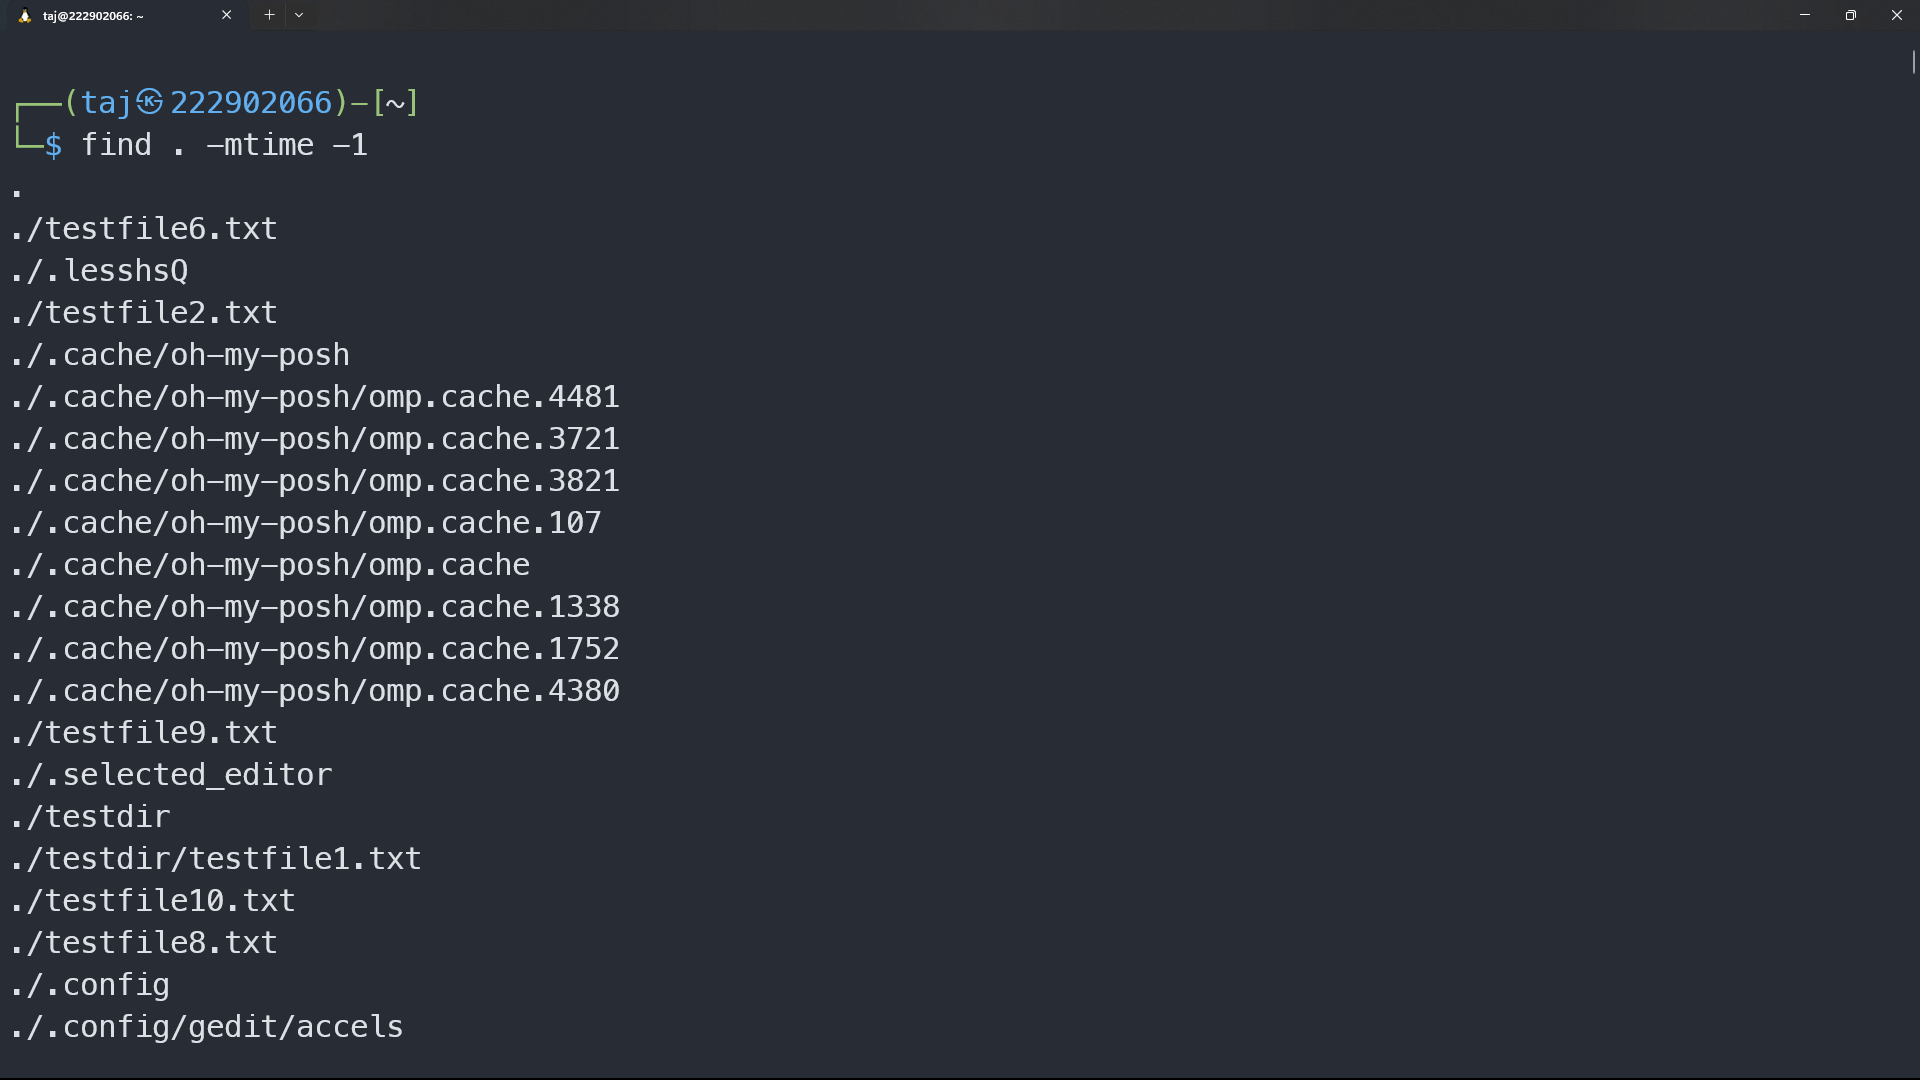 taj@222902066: ~
┌──(taj㉿222902066)-[~]
└─$ find . -mtime -1
.
./testfile6.txt
./.lesshsQ
./testfile2.txt
./.cache/oh-my-posh
./.cache/oh-my-posh/omp.cache.4481
./.cache/oh-my-posh/omp.cache.3721
./.cache/oh-my-posh/omp.cache.3821
./.cache/oh-my-posh/omp.cache.107
./.cache/oh-my-posh/omp.cache
./.cache/oh-my-posh/omp.cache.1338
./.cache/oh-my-posh/omp.cache.1752
./.cache/oh-my-posh/omp.cache.4380
./testfile9.txt
./.selected_editor
./testdir
./testdir/testfile1.txt
./testfile10.txt
./testfile8.txt
./.config
./.config/gedit/accels